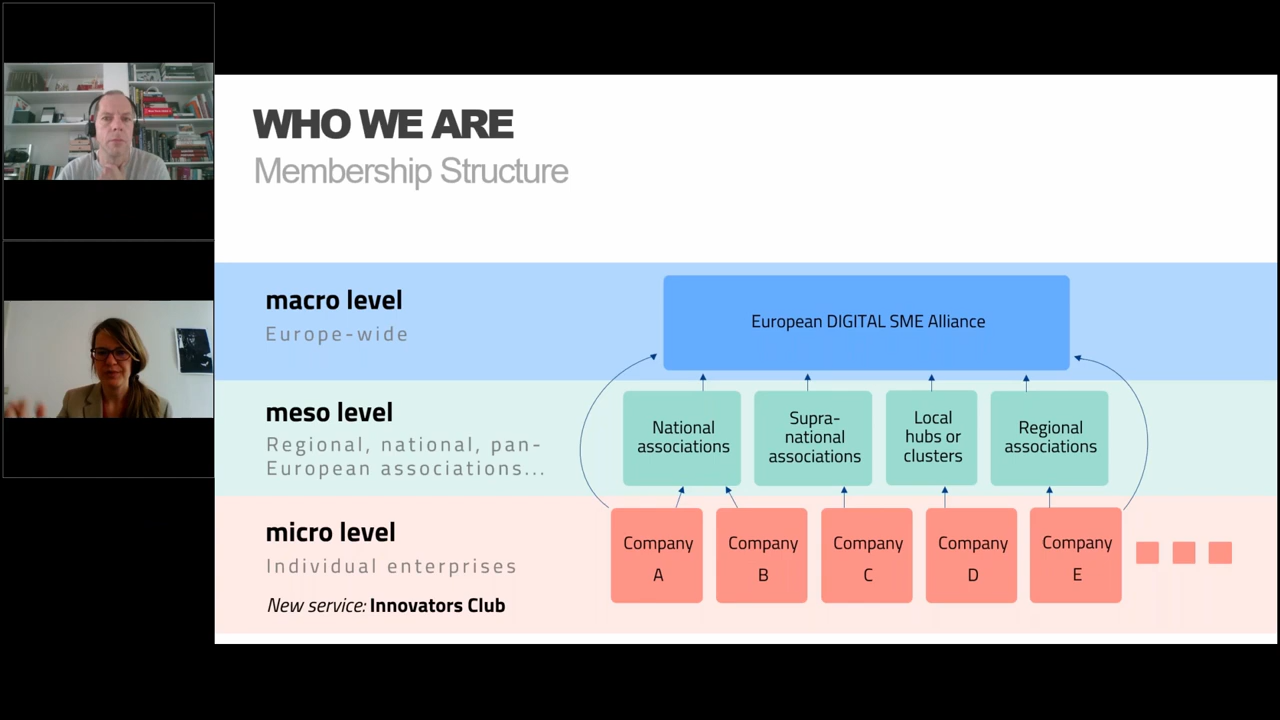 WHO WE ARE
Membership Structure
macro level
Europe-wide
European DIGITAL SME Alliance
meso level
Regional, national, pan-
European associations...
National
associations
Supra-
national
associations
Local
hubs or
clusters
Regional
associations
micro level
Individual enterprises
New service: Innovators Club
Company
A
Company
B
Company
C
Company
D
Company
E